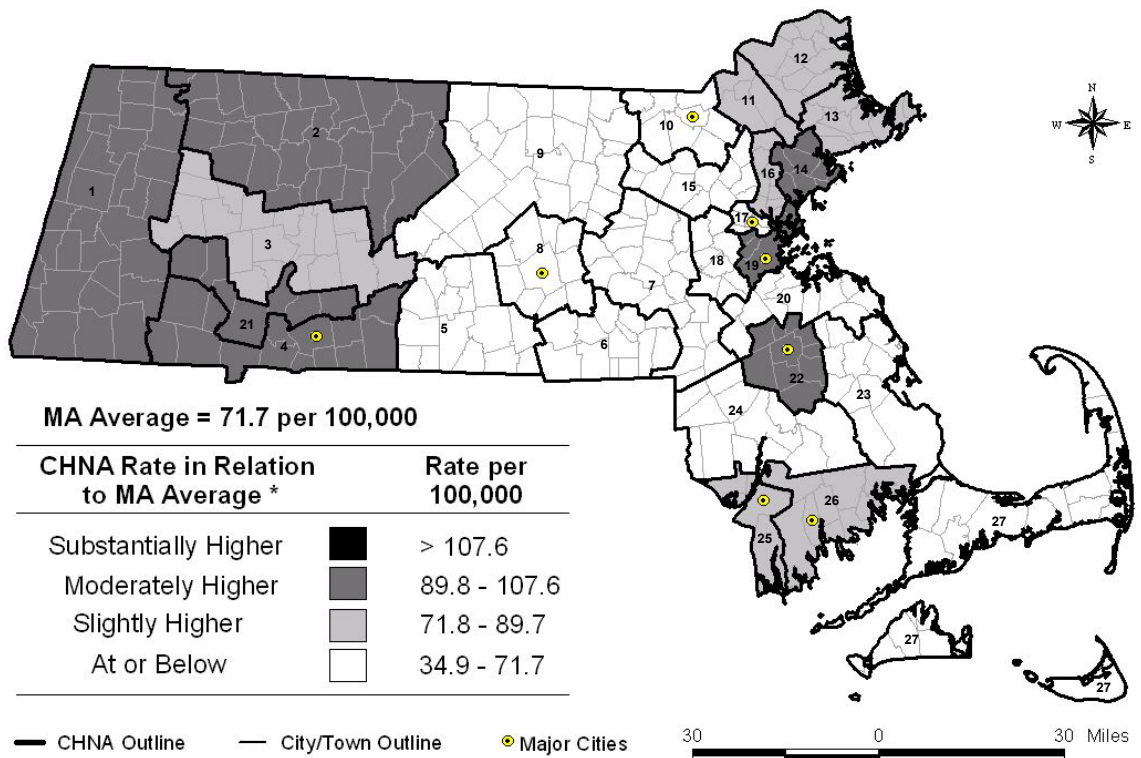 12
11
13
N
W E
S
10
2
9
16
14
15
1
17
3
8
19
18
7
20
21
5
6
4
22
23
24
MA Average = 71.7 per 100,000
CHNA Rate in Relation to MA Average *
Rate per 100,000
26
27
25
Substantially Higher > 107.6
Moderately Higher 89.8 - 107.6
Slightly Higher 71.8 - 89.7
At or Below 34.9 - 71.7
27
27
CHNA Outline City/Town Outline Major Cities
30 0 30 Miles